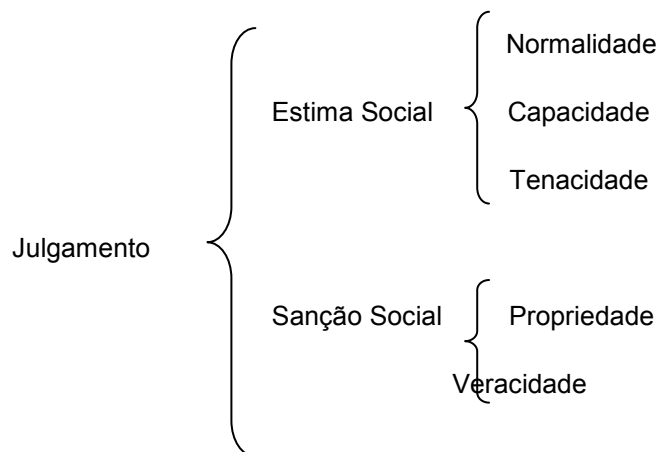 Normalidade
Estima Social
Capacidade
Tenacidade
Julgamento
Sanção Social
Propriedade
Veracidade